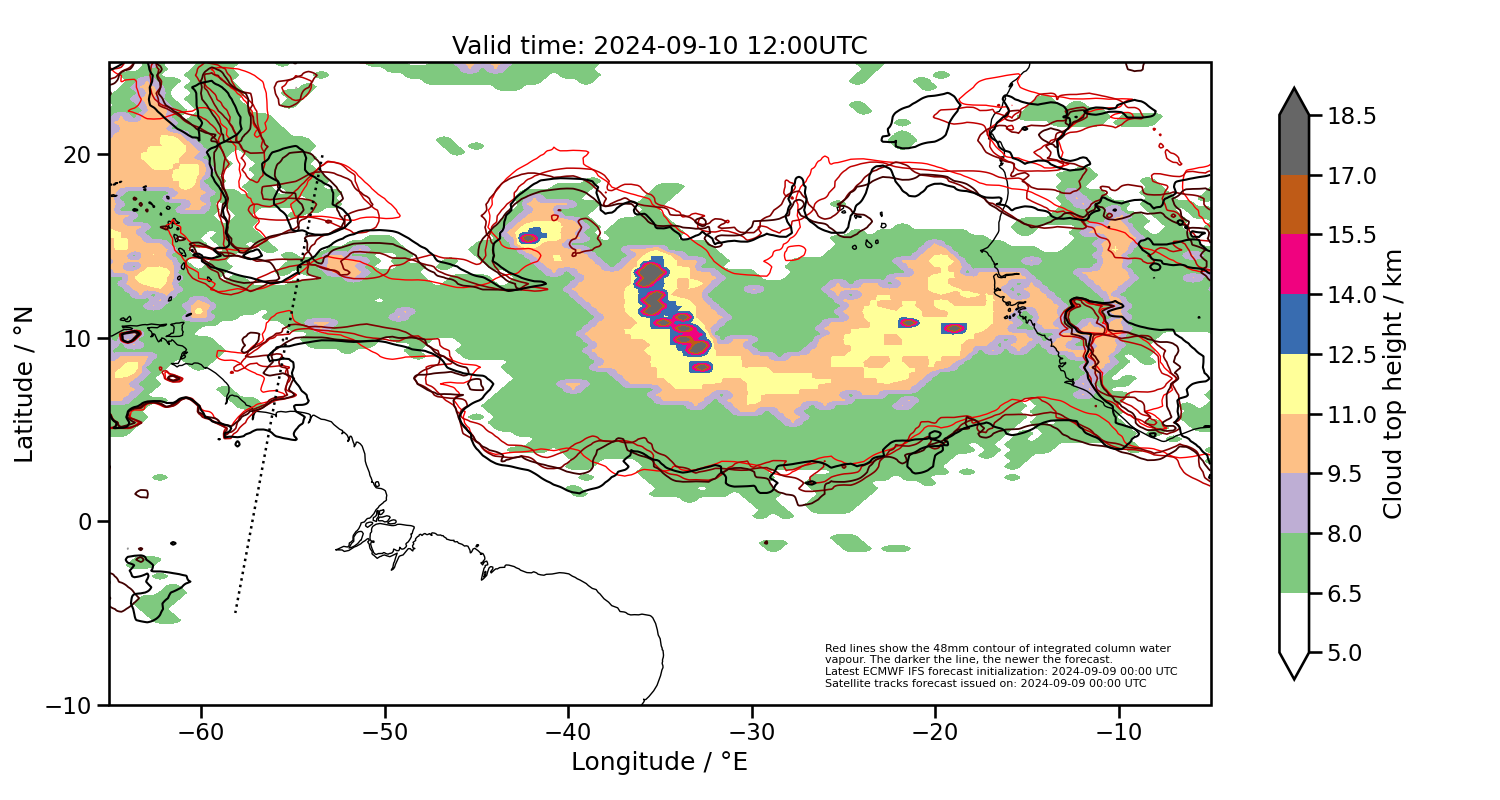 Valid time: 2024-09-10 12:00UTC
20
10
0
−10
Latitude / °N
−60
−50
−40
−30
−20
−10
Longitude / °E
Red lines show the 48mm contour of integrated column water
vapour. The darker the line, the newer the forecast.
Latest ECMWF IFS forecast initialization: 2024-09-09 00:00 UTC
Satellite tracks forecast issued on: 2024-09-09 00:00 UTC
18.5
17.0
15.5
14.0
12.5
11.0
9.5
8.0
6.5
5.0
Cloud top height / km